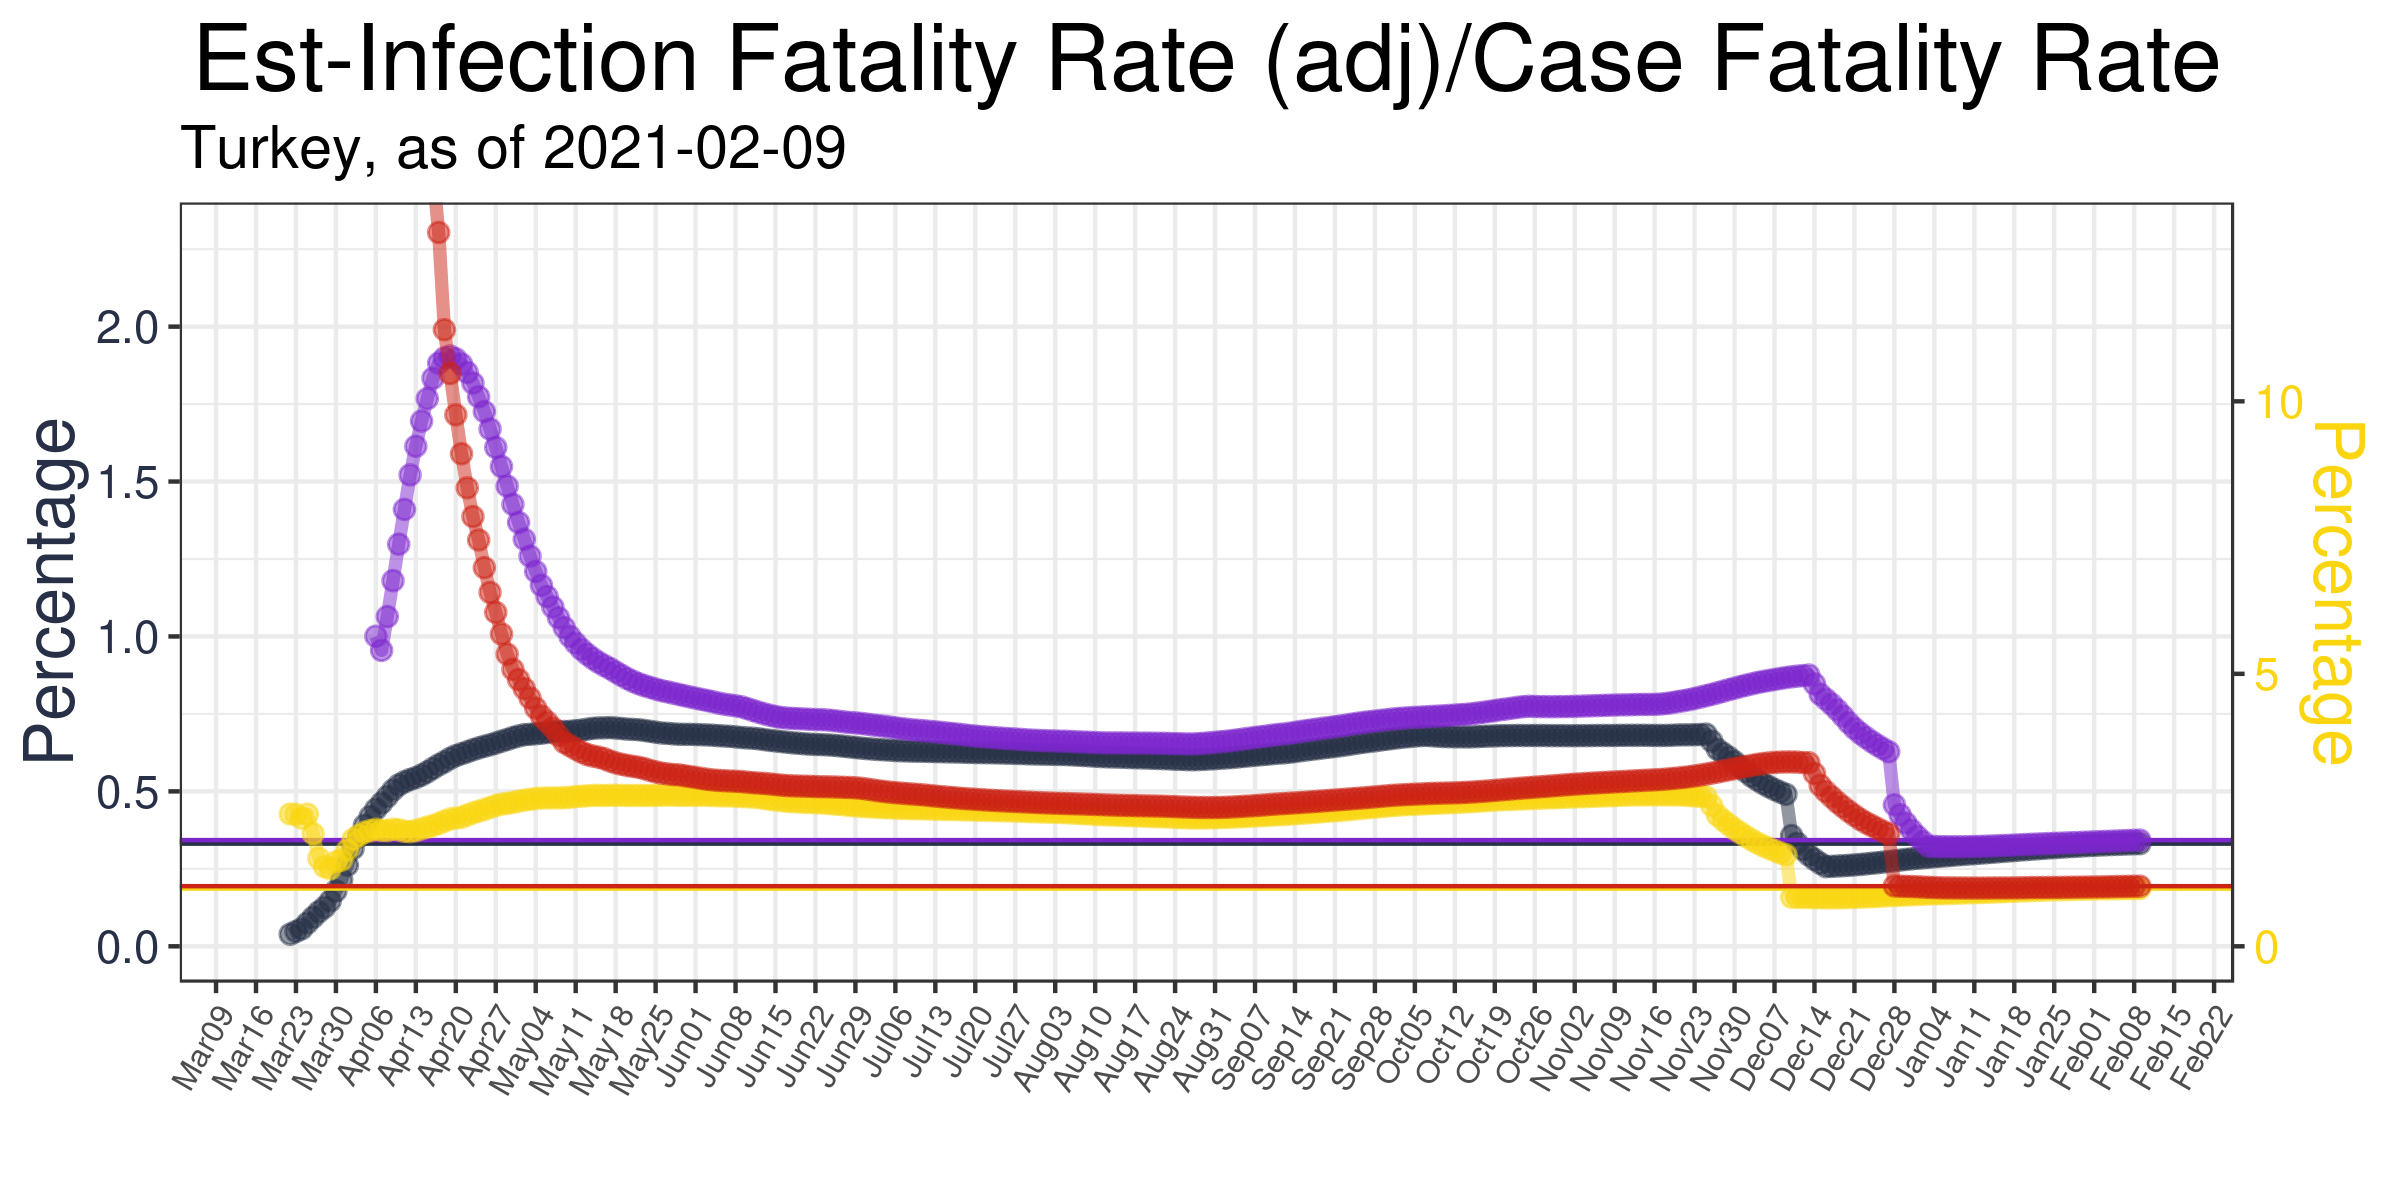 Est-Infection Fatality Rate (adj)/Case Fatality Rate
Turkey, as of 2021-02-09
Percentage
2.0
1.5
1.0
0.5
0.0
10
5
0
Percentage
Mar09
Mar16
Mar23
Mar30
Apr06
Apr13
Apr20
Apr27
May04
May11
May18
May25
Jun01
Jun08
Jun15
Jun22
Jun29
Jul06
Jul13
Jul20
Jul27
Aug03
Aug10
Aug17
Aug24
Aug31
Sep07
Sep14
Sep21
Sep28
Oct05
Oct12
Oct19
Oct26
Nov02
Nov09
Nov16
Nov23
Nov30
Dec07
Dec14
Dec21
Dec28
Jan04
Jan11
Jan18
Jan25
Feb01
Feb08
Feb15
Feb22